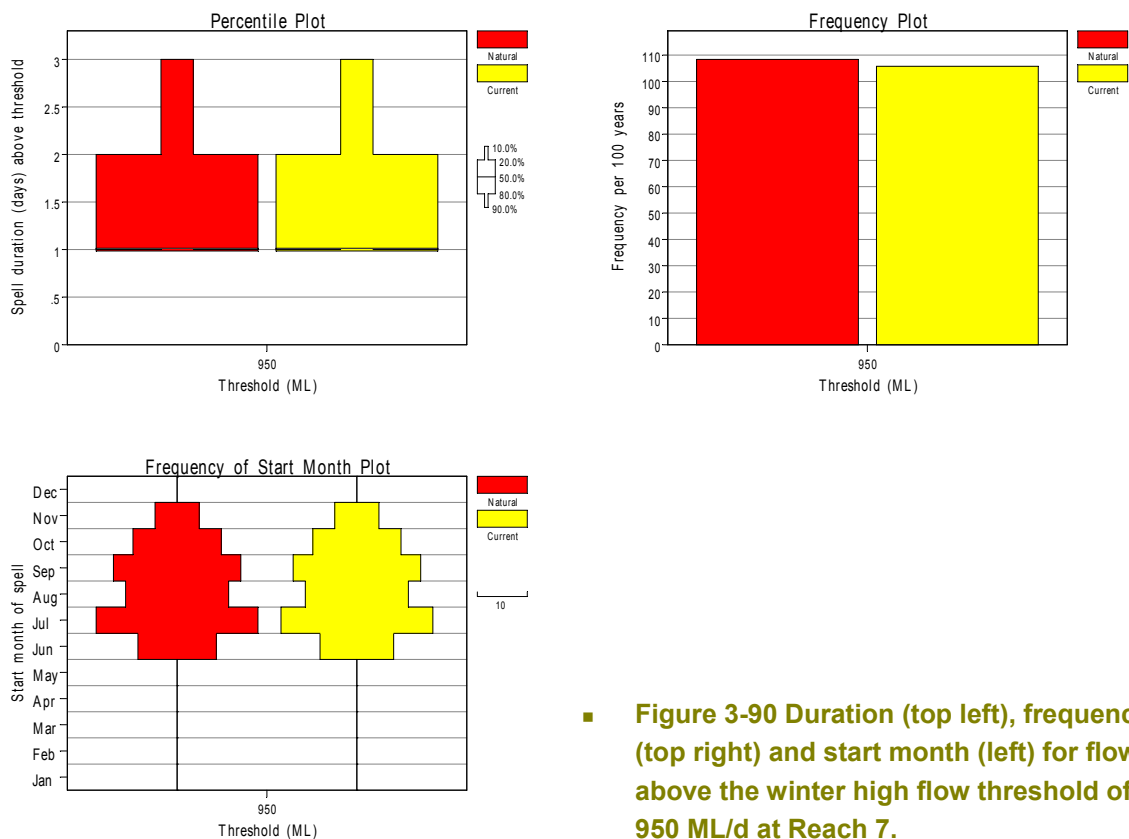 Percentile Plot
Spell duration (days) above threshold
3
2.5
2
1.5
1
.5
0
950
Threshold (ML)
Natural
Current
10.0%
20.0%
50.0%
80.0%
90.0%
Frequency Plot
Frequency per 100 years
110
100
90
80
70
60
50
40
30
20
10
0
950
Threshold (ML)
Natural
Current
Frequency of Start Month Plot
Start month of spell
Dec
Nov
Oct
Sep
Aug
Jul
Jun
May
Apr
Mar
Feb
Jan
950
Threshold (ML)
Natural
Current
10
▪ Figure 3-90 Duration (top left), frequenc
(top right) and start month (left) for flow
above the winter high flow threshold of
950 ML/d at Reach 7.